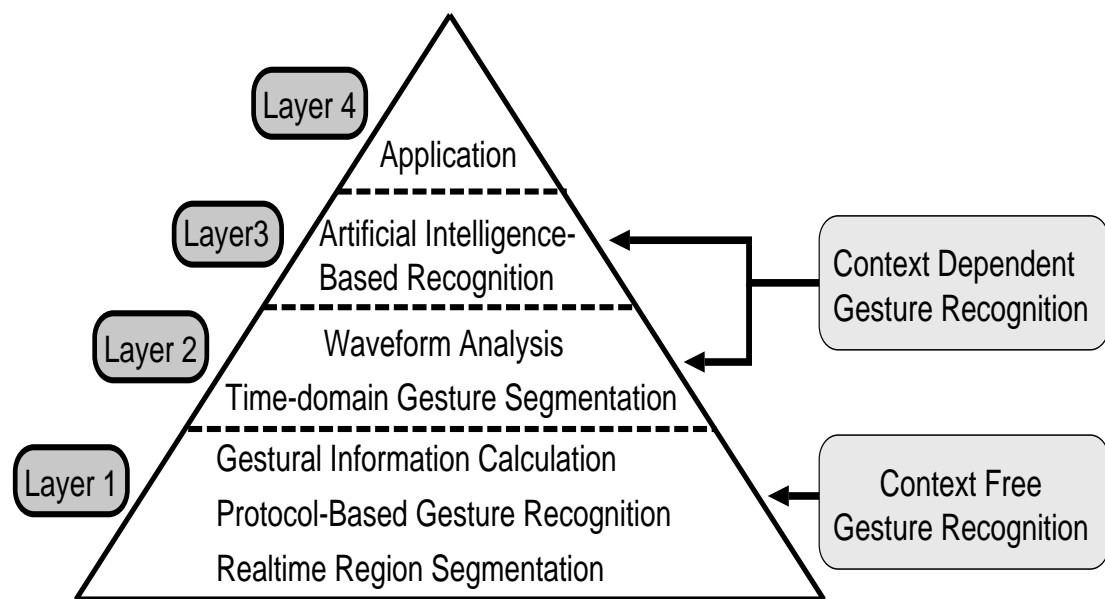 Layer 4
Application
Layer3
Artificial Intelligence-
Based Recognition
Context Dependent
Gesture Recognition
Layer 2
Waveform Analysis
Time-domain Gesture Segmentation
Layer 1
Gestural Information Calculation
Protocol-Based Gesture Recognition
Realtime Region Segmentation
Context Free
Gesture Recognition